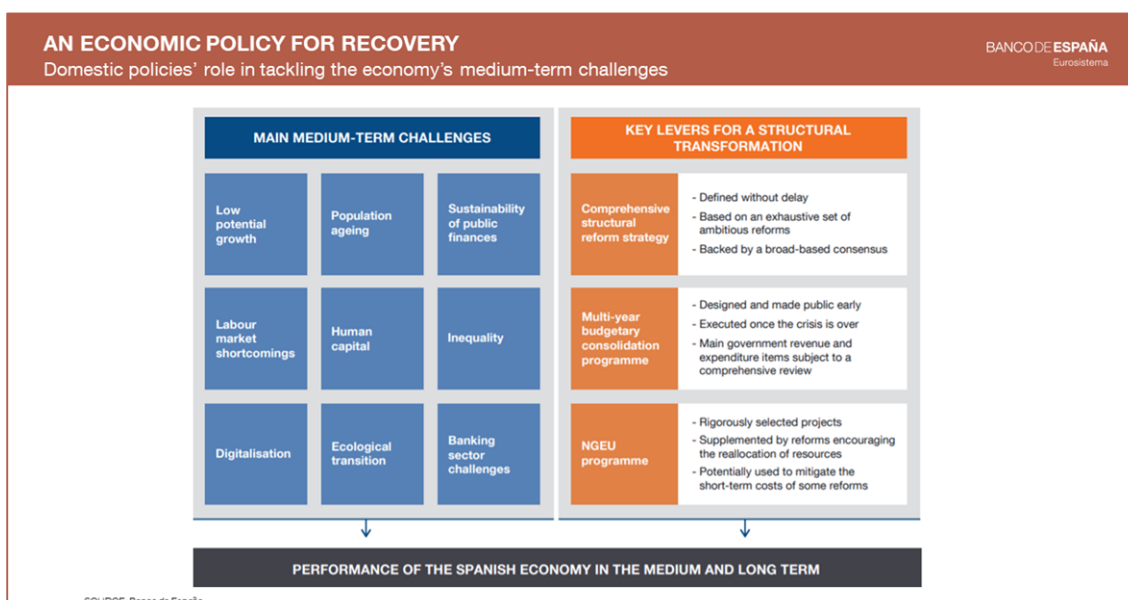 AN ECONOMIC POLICY FOR RECOVERY
Domestic policies' role in tackling the economy's medium-term challenges
BANCODEESPAÑA
Eurosistema
MAIN MEDIUM-TERM CHALLENGES
Low
potential
growth
Population
ageing
Sustainability
of public
finances
Labour
market
shortcomings
Human
capital
Inequality
Digitalisation
Ecological
transition
Banking
sector
challenges
KEY LEVERS FOR A STRUCTURAL
TRANSFORMATION
Comprehensive
structural
reform strategy
- Defined without delay
- Based on an exhaustive set of
ambitious reforms
- Backed by a broad-based consensus
Multi-year
budgetary
consolidation
programme
- Designed and made public early
- Executed once the crisis is over
- Main government revenue and
expenditure items subject to a
comprehensive review
NGEU
programme
- Rigorously selected projects
- Supplemented by reforms encouraging
the reallocation of resources
- Potentially used to mitigate the
short-term costs of some reforms
PERFORMANCE OF THE SPANISH ECONOMY IN THE MEDIUM AND LONG TERM
SOURCE: Banco de España